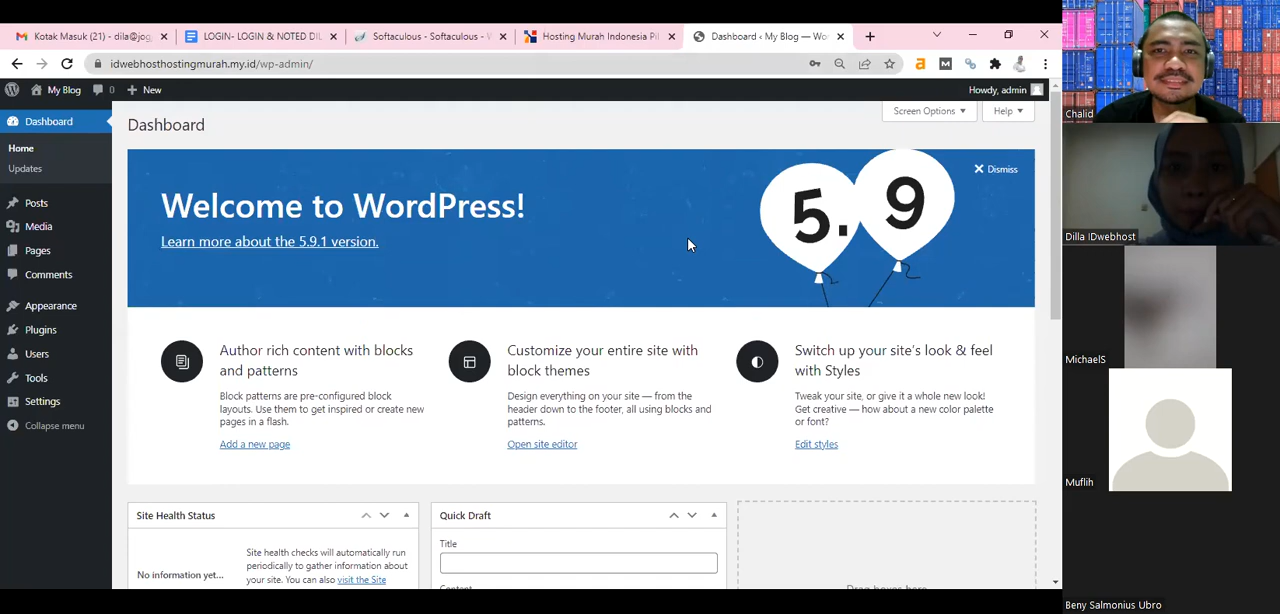 Kotak Masuk (21) - dila@jog
LOGIN- LOGIN & NOTED DIL
Softaculous - Softaculous - W
Hosting Murah Indonesia Pil
Dashboard ‹ My Blog — Wo
idwebhosthostingmurah.my.id/wp-admin/
My Blog
0
New
Howdy, admin
Dashboard
Home
Updates
Posts
Media
Pages
Comments
Appearance
Plugins
Users
Tools
Settings
Collapse menu
Dashboard
Screen Options
Help
Welcome to WordPress!
Learn more about the 5.9.1 version.
5.9
Dismiss
Author rich content with blocks
and patterns
Block patterns are pre-configured block
layouts. Use them to get inspired or create new
pages in a flash.
Add a new page
Customize your entire site with
block themes
Design everything on your site — from the
header down to the footer, all using blocks and
patterns.
Open site editor
Switch up your site's look & feel
with Styles
Tweak your site, or give it a whole new look!
Get creative — how about a new color palette
or font?
Edit styles
Site Health Status
No information yet...
Site health checks will automatically run
periodically to gather information about
your site. You can also visit the Site
Quick Draft
Title
Content
Drag boxes here
Chalid
Dilla IDwebhost
MichaelS
Muflih
Beny Salmonius Ubro